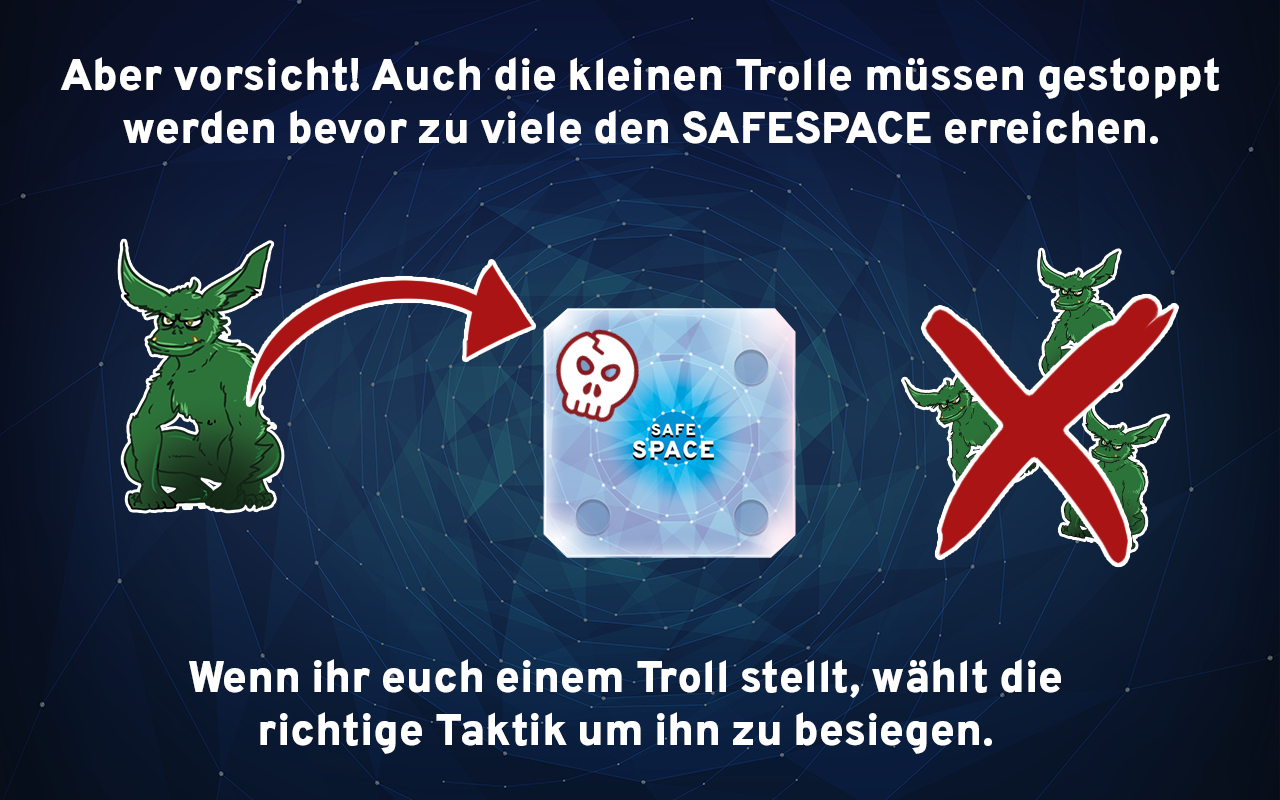 Aber vorsicht! Auch die kleinen Trolle müssen gestoppt
werden bevor zu viele den SAFESPACE erreichen.
SAFE
SPACE
Wenn ihr euch einem Troll stellt, wählt die
richtige Taktik um ihn zu besiegen.